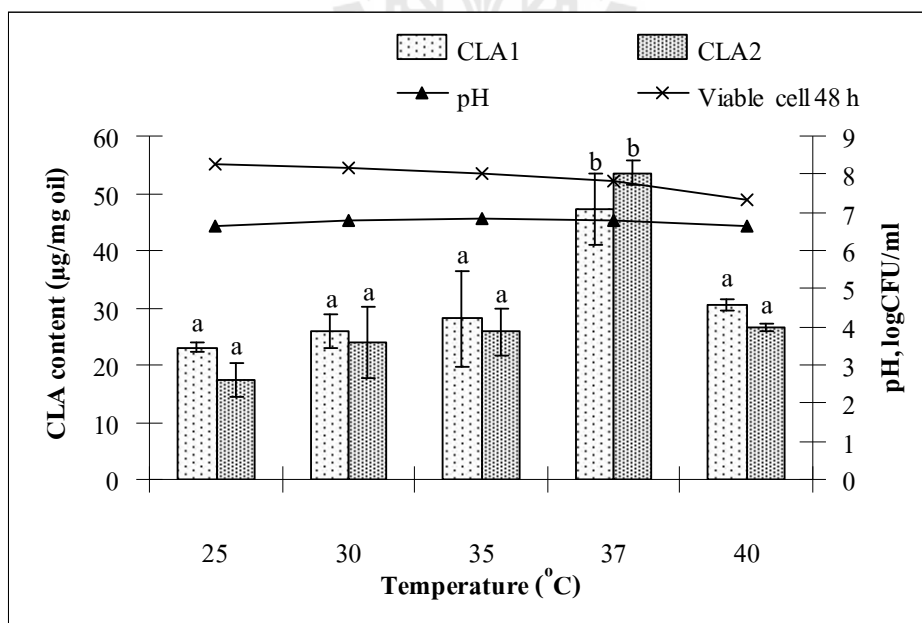 CLA1 CLA2
pH Viable cell 48 h
60 9
50 8
40 7
30 6
20 5
10 4
0 3
2
1
0
a a a a a a b b a a
25 30 35 37 40
CLA content (µg/mg oil)
pH, logCFU/ml
Temperature (°C)